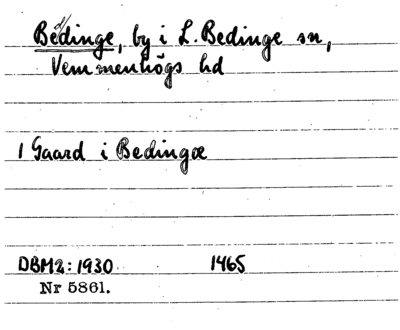 Bedinge, by i L. Bedinge sn,
Vemmenhögs hd
1 Gaard i Bedingæ
DBM2: 1930 1465
Nr 5861.